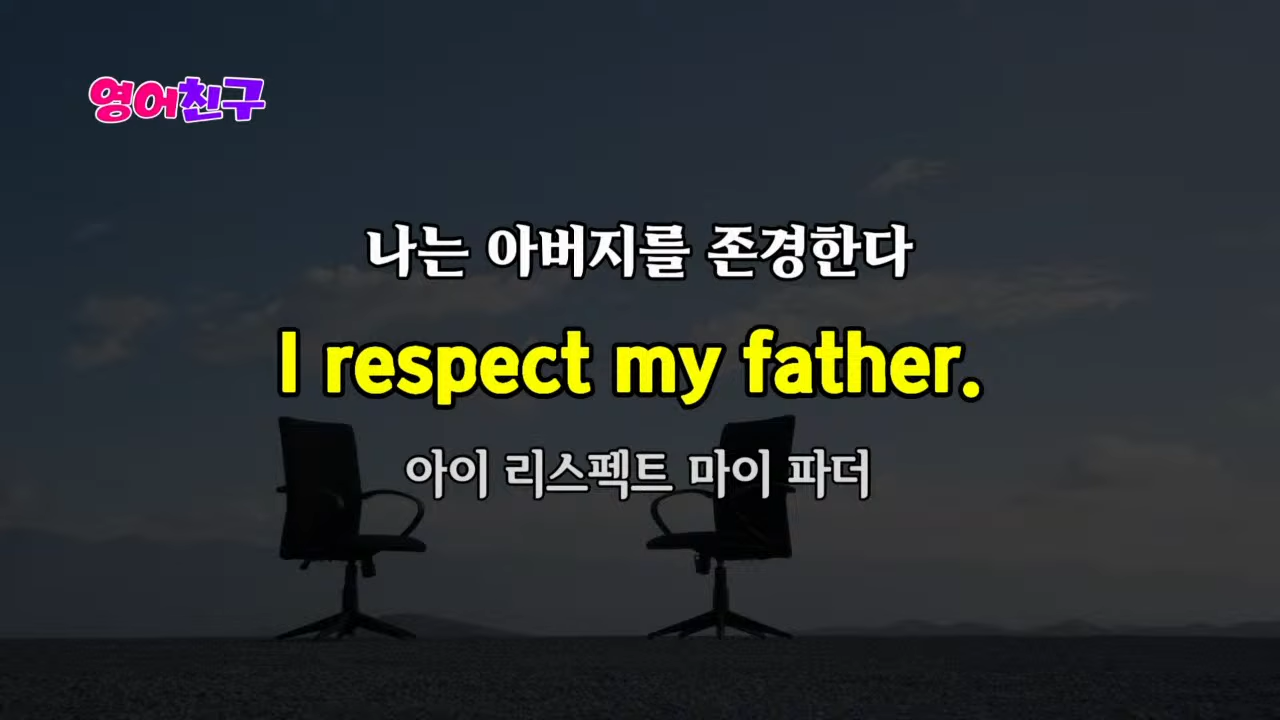 영어친구
나는 아버지를 존경한다
I respect my father.
아이 리스펙트 마이 파더